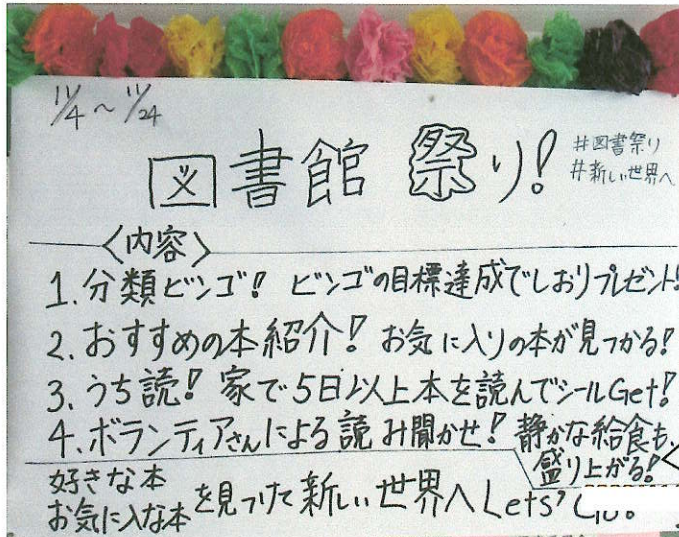 11/4～11/24
図書館 祭り!
#図書祭り
#新しい世界へ
〈内容〉
1.分類ビンゴ! ビンゴの目標達成でしおりプレゼント!
2.おすすめの本紹介! お気に入りの本が見つかる!
3.うち読! 家で5日以上本を読んでシールGet!
4.ボランティアさんによる読み聞かせ! 静かな給食も、
盛り上がる!
好きな本
お気に入な本を見つけて新しい世界へLets'